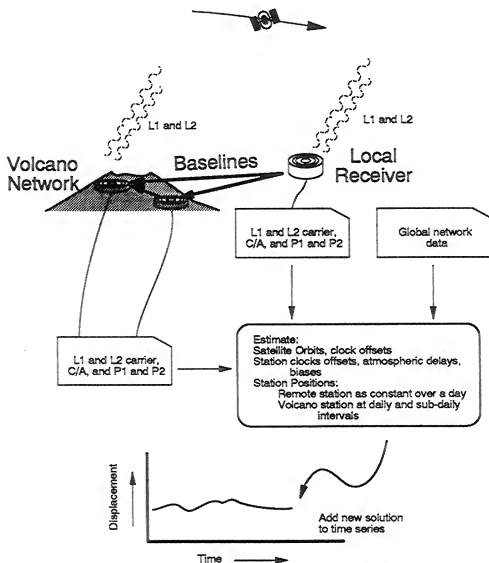 L1 and L2
L1 and L2
Volcano
Network
Baselines
Local
Receiver
L1 and L2 carrier,
C/A, and P1 and P2
Global network
data
L1 and L2 carrier,
C/A, and P1 and P2
Estimate:
Satellite Orbits, clock offsets
Station clocks offsets, atmospheric delays,
biases
Station Positions:
Remote station as constant over a day
Volcano station at daily and sub-daily
intervals
Displacement
Add new solution
to time series
Time